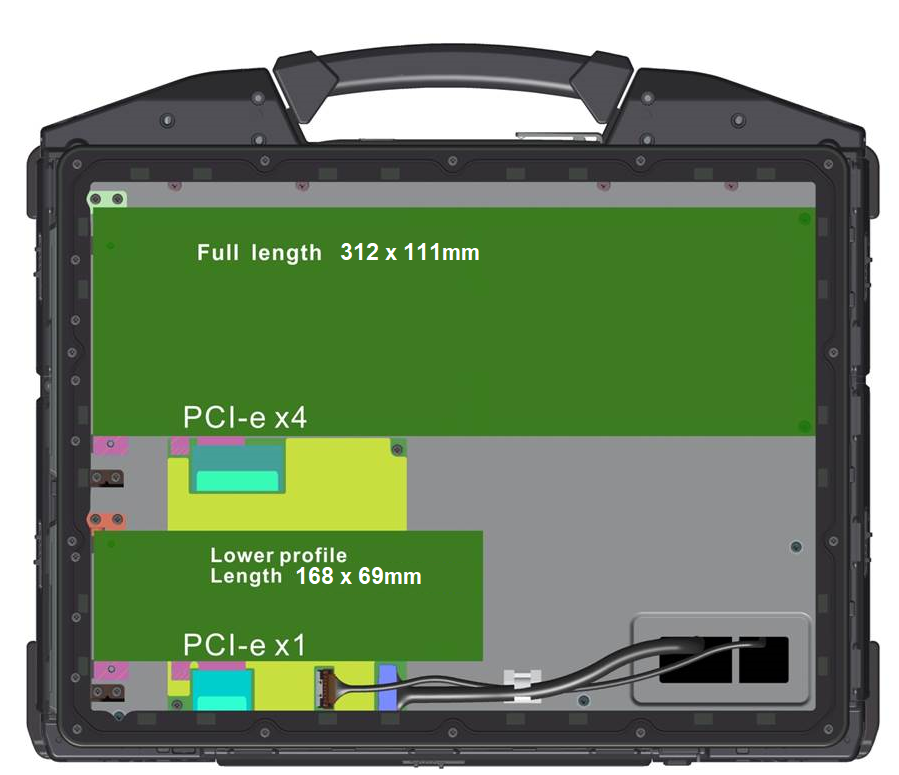 Full length 312 x 111mm
PCI-e x4
Lower profile
Length 168 x 69mm
PCI-e x1